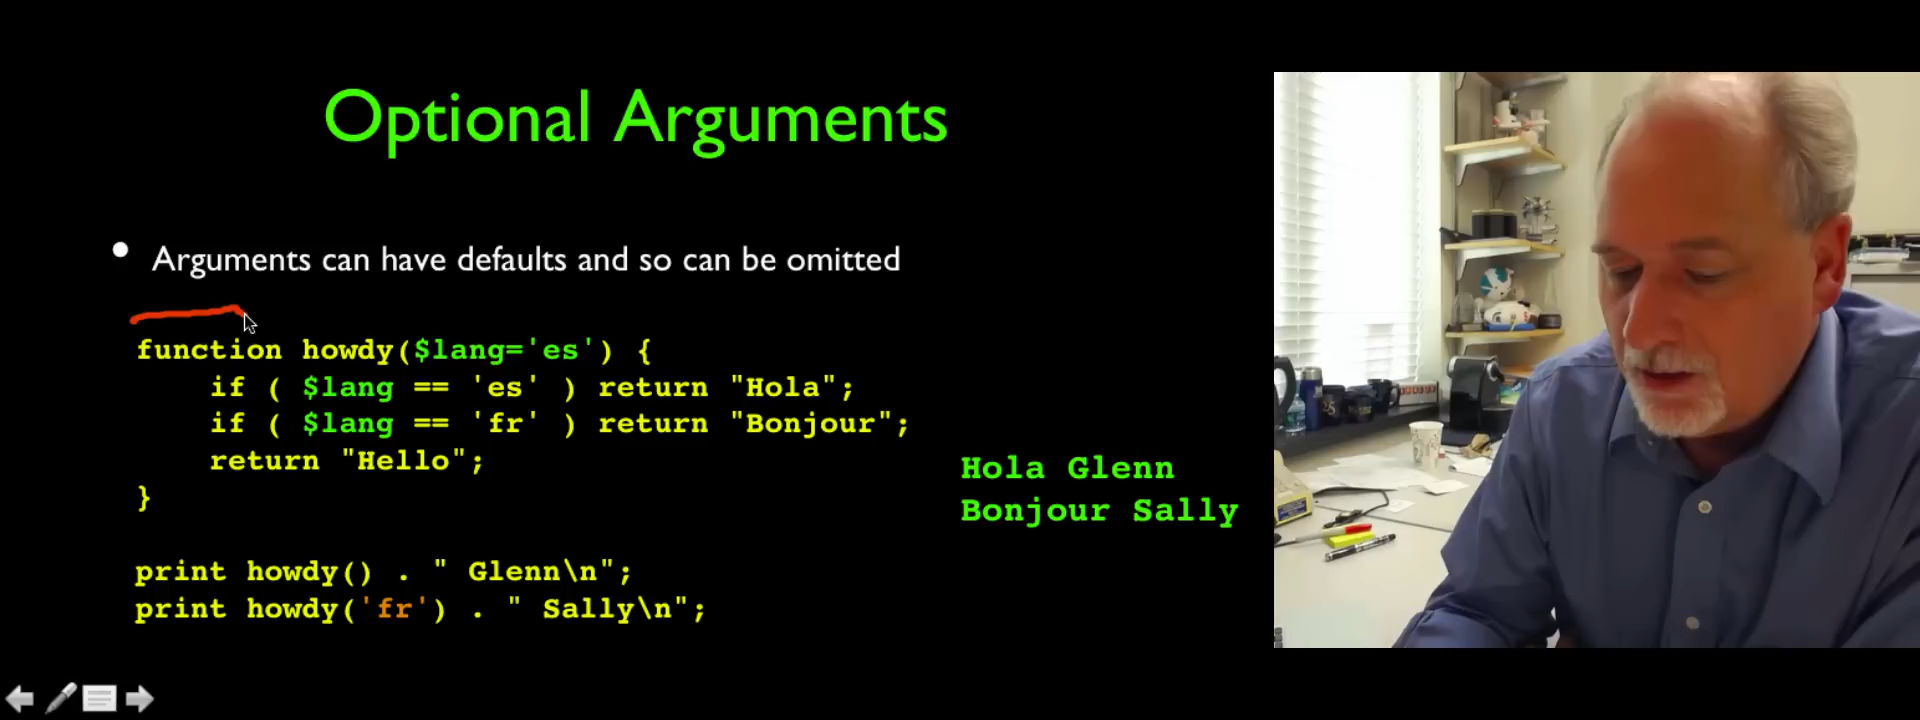 Optional Arguments
• Arguments can have defaults and so can be omitted
function howdy($lang='es') {
    if ( $lang == 'es' ) return "Hola";
    if ( $lang == 'fr' ) return "Bonjour";
    return "Hello";
}
print howdy() . " Glenn\n";
print howdy('fr') . " Sally\n";
Hola Glenn
Bonjour Sally